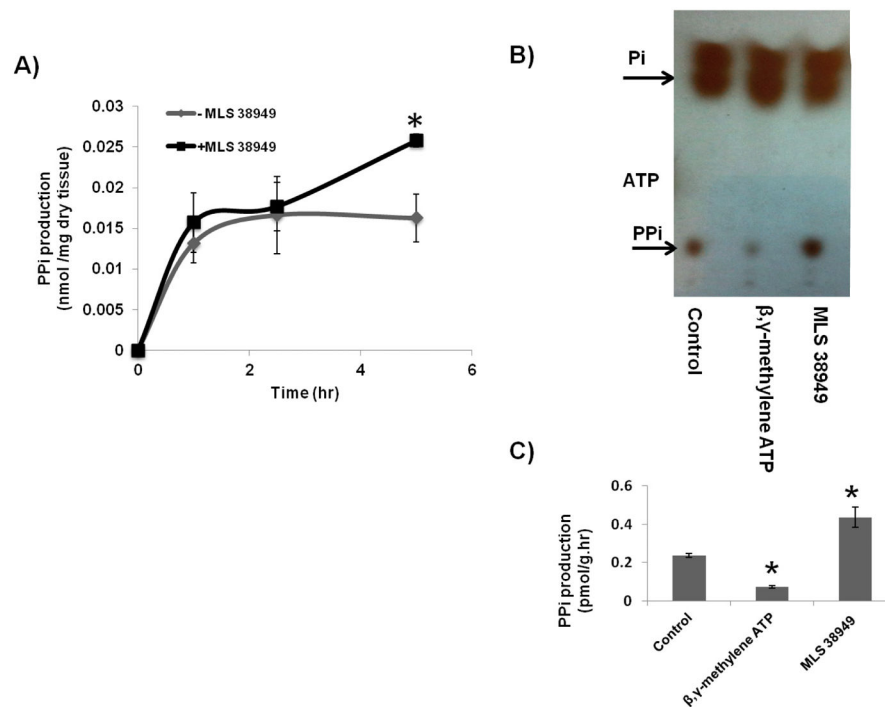 A)
PPi production
(nmol /mg dry tissue)
0.03
0.025
0.02
0.015
0.01
0.005
0
- MLS 38949
+MLS 38949
*
0
2
4
6
Time (hr)
B)
Pi
ATP
PPi
Control
β,γ-methylene ATP
MLS 38949
C)
PPi production
(pmol/g.hr)
0.6
0.4
0.2
0
*
*
Control
β,γ-methylene ATP
MLS 38949